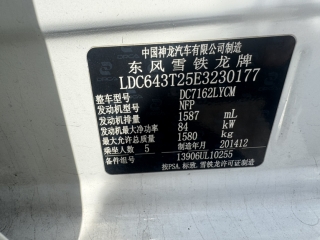 中国神龙汽车有限公司制造
东风雪铁龙牌
LDC643T25E3230177
整车型号 DC7162LYCM
发动机型号 NFP
发动机排量 1587 mL
发动机最大净功率 84 kW
最大允许总质量 1580 kg
乘坐人数 5 制造年月 201412
备件组织号 13906UL10255
按PSA.标致.雪铁龙许可证制造